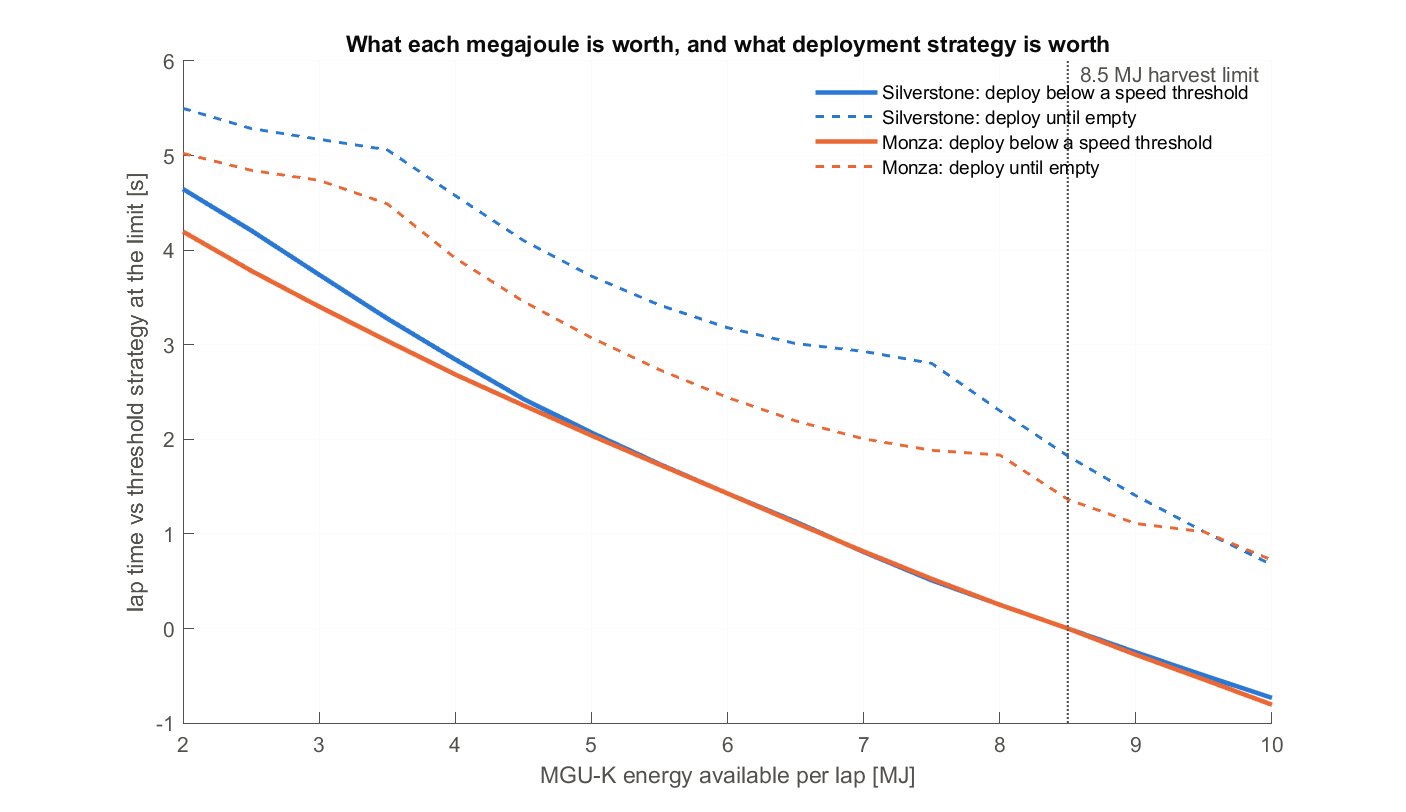 What each megajoule is worth, and what deployment strategy is worth
8.5 MJ harvest limit
Silverstone: deploy below a speed threshold
Silverstone: deploy until empty
Monza: deploy below a speed threshold
Monza: deploy until empty
lap time vs threshold strategy at the limit [s]
6
5
4
3
2
1
0
-1
2 3 4 5 6 7 8 9 10
MGU-K energy available per lap [MJ]